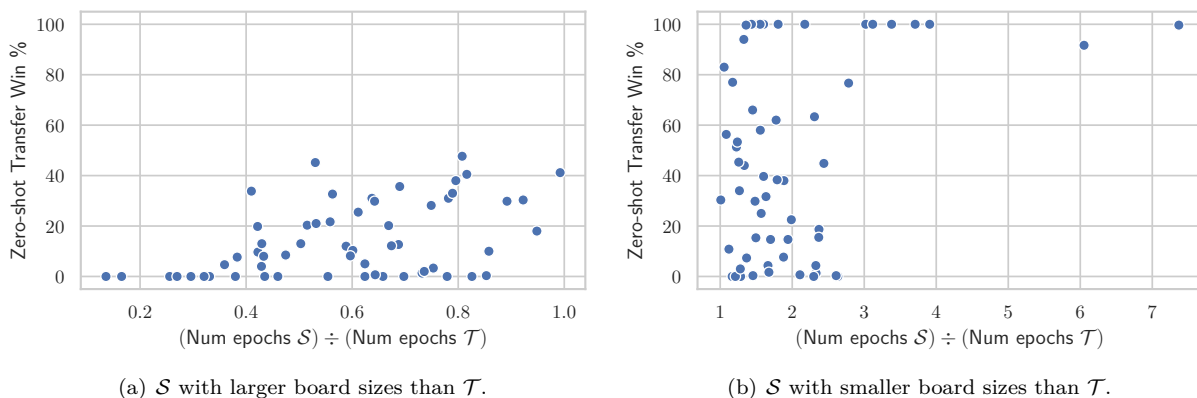 100
80
60
40
20
0
Zero-shot Transfer Win %
0.2 0.4 0.6 0.8 1.0
(Num epochs 𝒮) ÷ (Num epochs 𝒯)
(a) 𝒮 with larger board sizes than 𝒯.
100
80
60
40
20
0
Zero-shot Transfer Win %
1 2 3 4 5 6 7
(Num epochs 𝒮) ÷ (Num epochs 𝒯)
(b) 𝒮 with smaller board sizes than 𝒯.